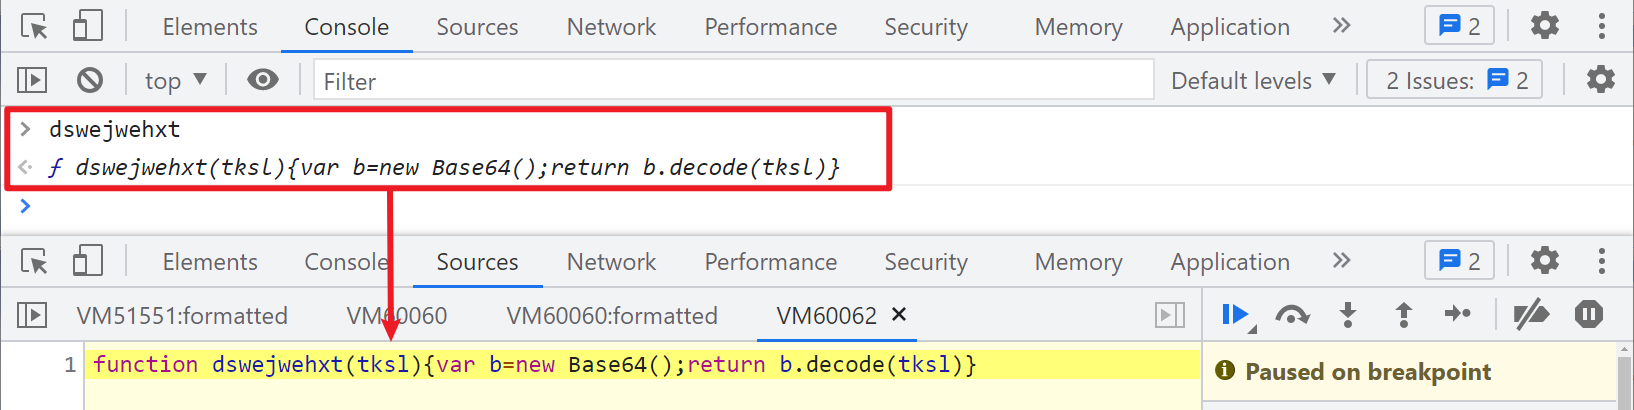 Elements Console Sources Network Performance Security Memory Application » 2
top ▼ Filter Default levels ▼ 2 Issues: 2
> dswejwehxt
ƒ dswejwehxt(tksl){var b=new Base64();return b.decode(tksl)}
>
Elements Console Sources Network Performance Security Memory Application » 2
VM51551:formatted VM60060 VM60060:formatted VM60062 ×
1 function dswejwehxt(tksl){var b=new Base64();return b.decode(tksl)}
Paused on breakpoint